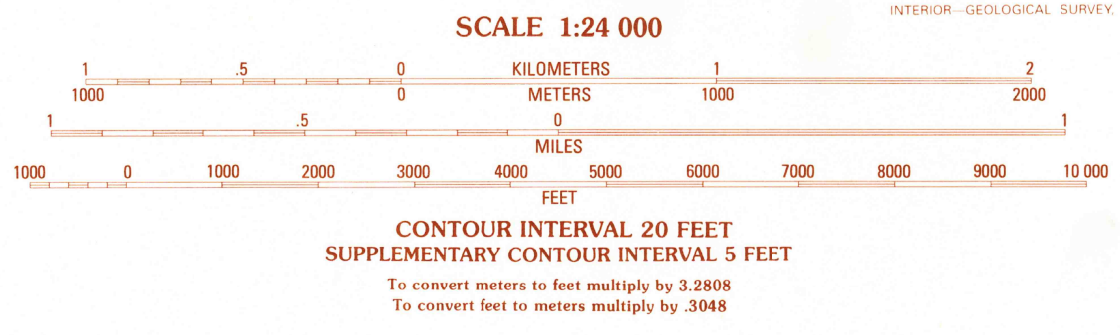 INTERIOR—GEOLOGICAL SURVEY,
SCALE 1:24 000
1 .5 0 KILOMETERS 1 2
1000 0 METERS 1000 2000
1 .5 0 1
MILES
1000 0 1000 2000 3000 4000 5000 6000 7000 8000 9000 10 000
FEET
CONTOUR INTERVAL 20 FEET
SUPPLEMENTARY CONTOUR INTERVAL 5 FEET
To convert meters to feet multiply by 3.2808
To convert feet to meters multiply by .3048